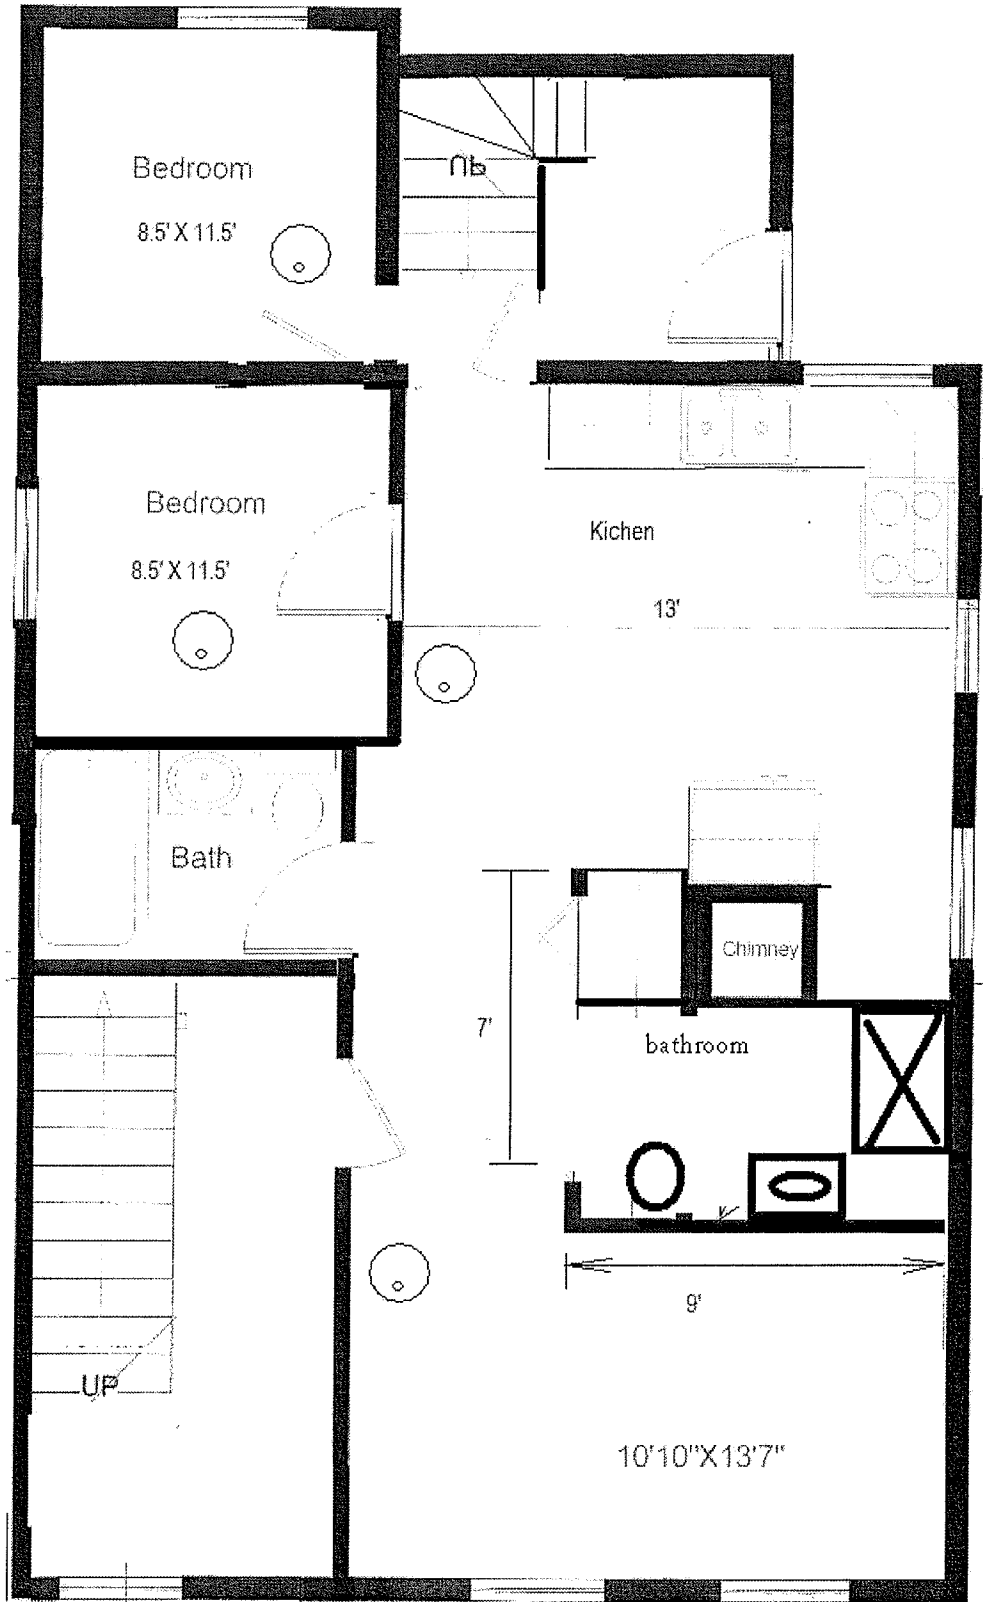 Bedroom
8.5' X 11.5'
UP
Bedroom
8.5' X 11.5'
Kichen
13'
Bath
Chimney
7'
bathroom
9'
UP
10'10"X13'7"